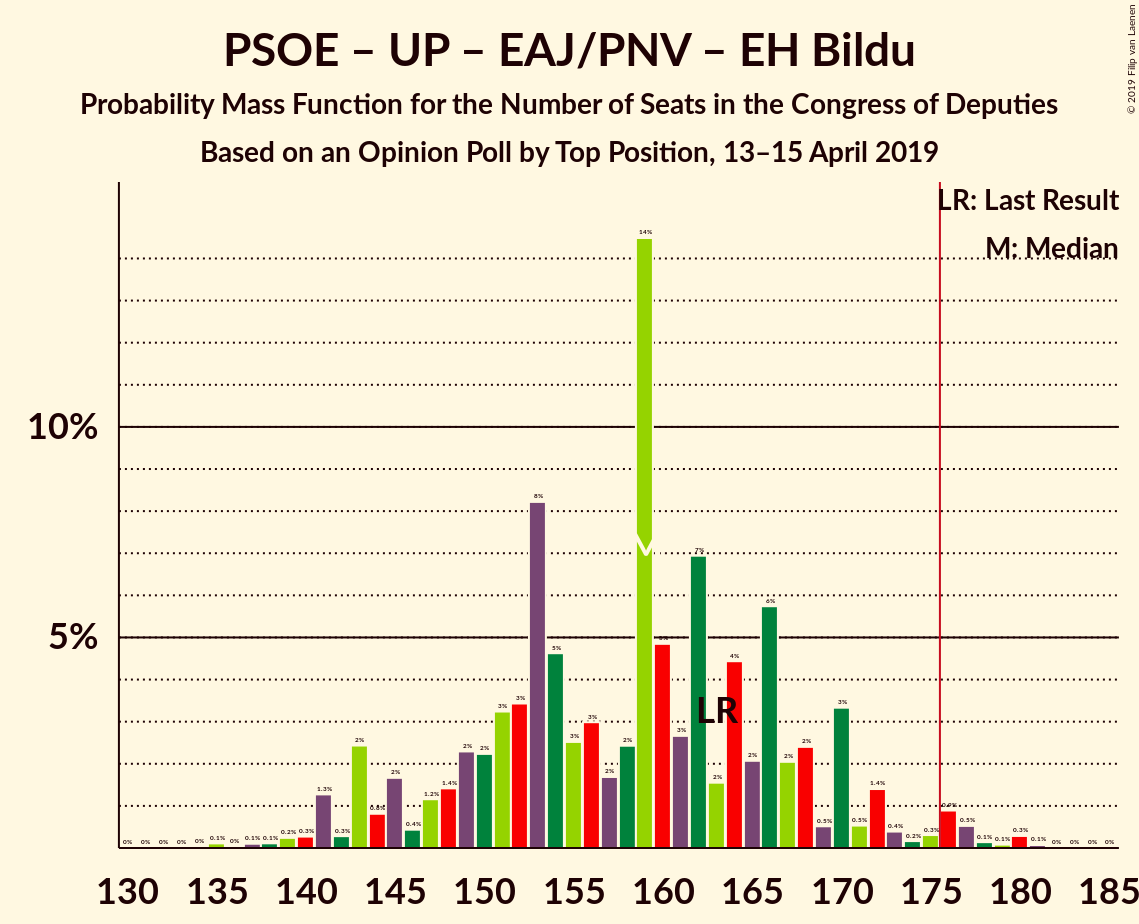 PSOE – UP – EAJ/PNV – EH Bildu
Probability Mass Function for the Number of Seats in the Congress of Deputies
Based on an Opinion Poll by Top Position, 13–15 April 2019
© 2019 Filip van Laenen
LR: Last Result
M: Median
10%
5%
0% 0% 0% 0% 0% 0.1% 0% 0.1% 0.1% 0.2% 0.3% 1.3% 0.3% 2% 0.8% 2% 0.4% 1.2% 1.4% 2% 2% 3% 3% 8% 5% 3% 3% 2% 2% 14% 5% 3% 7% 2% 4% 2% 6% 2% 2% 0.5% 3% 0.5% 1.4% 0.4% 0.2% 0.3% 0.9% 0.5% 0.1% 0.1% 0.3% 0.1% 0% 0% 0% 0%
M
LR
130 135 140 145 150 155 160 165 170 175 180 185